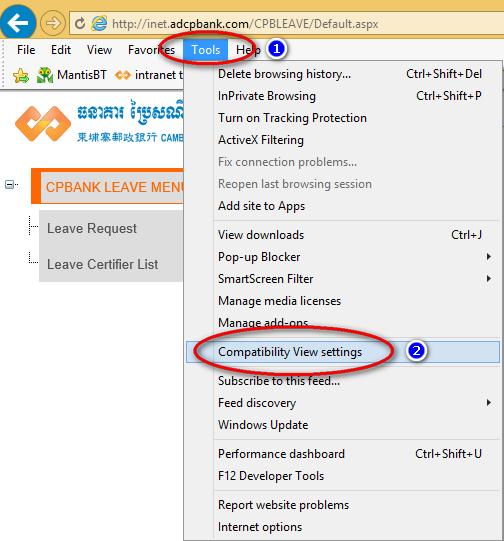 http://inet.adcpbank.com/CPBLEAVE/Default.aspx
File Edit View Favorites Tools Help 1
MantisBT intranet t
ធនាគារ ប្រៃសណី
柬埔寨郵政銀行 CAMB
CPBANK LEAVE MENU
Leave Request
Leave Certifier List
Delete browsing history... Ctrl+Shift+Del
InPrivate Browsing Ctrl+Shift+P
Turn on Tracking Protection
ActiveX Filtering
Fix connection problems...
Reopen last browsing session
Add site to Apps
View downloads Ctrl+J
Pop-up Blocker
SmartScreen Filter
Manage media licenses
Manage add-ons
Compatibility View settings 2
Subscribe to this feed...
Feed discovery
Windows Update
Performance dashboard Ctrl+Shift+U
F12 Developer Tools
Report website problems
Internet options